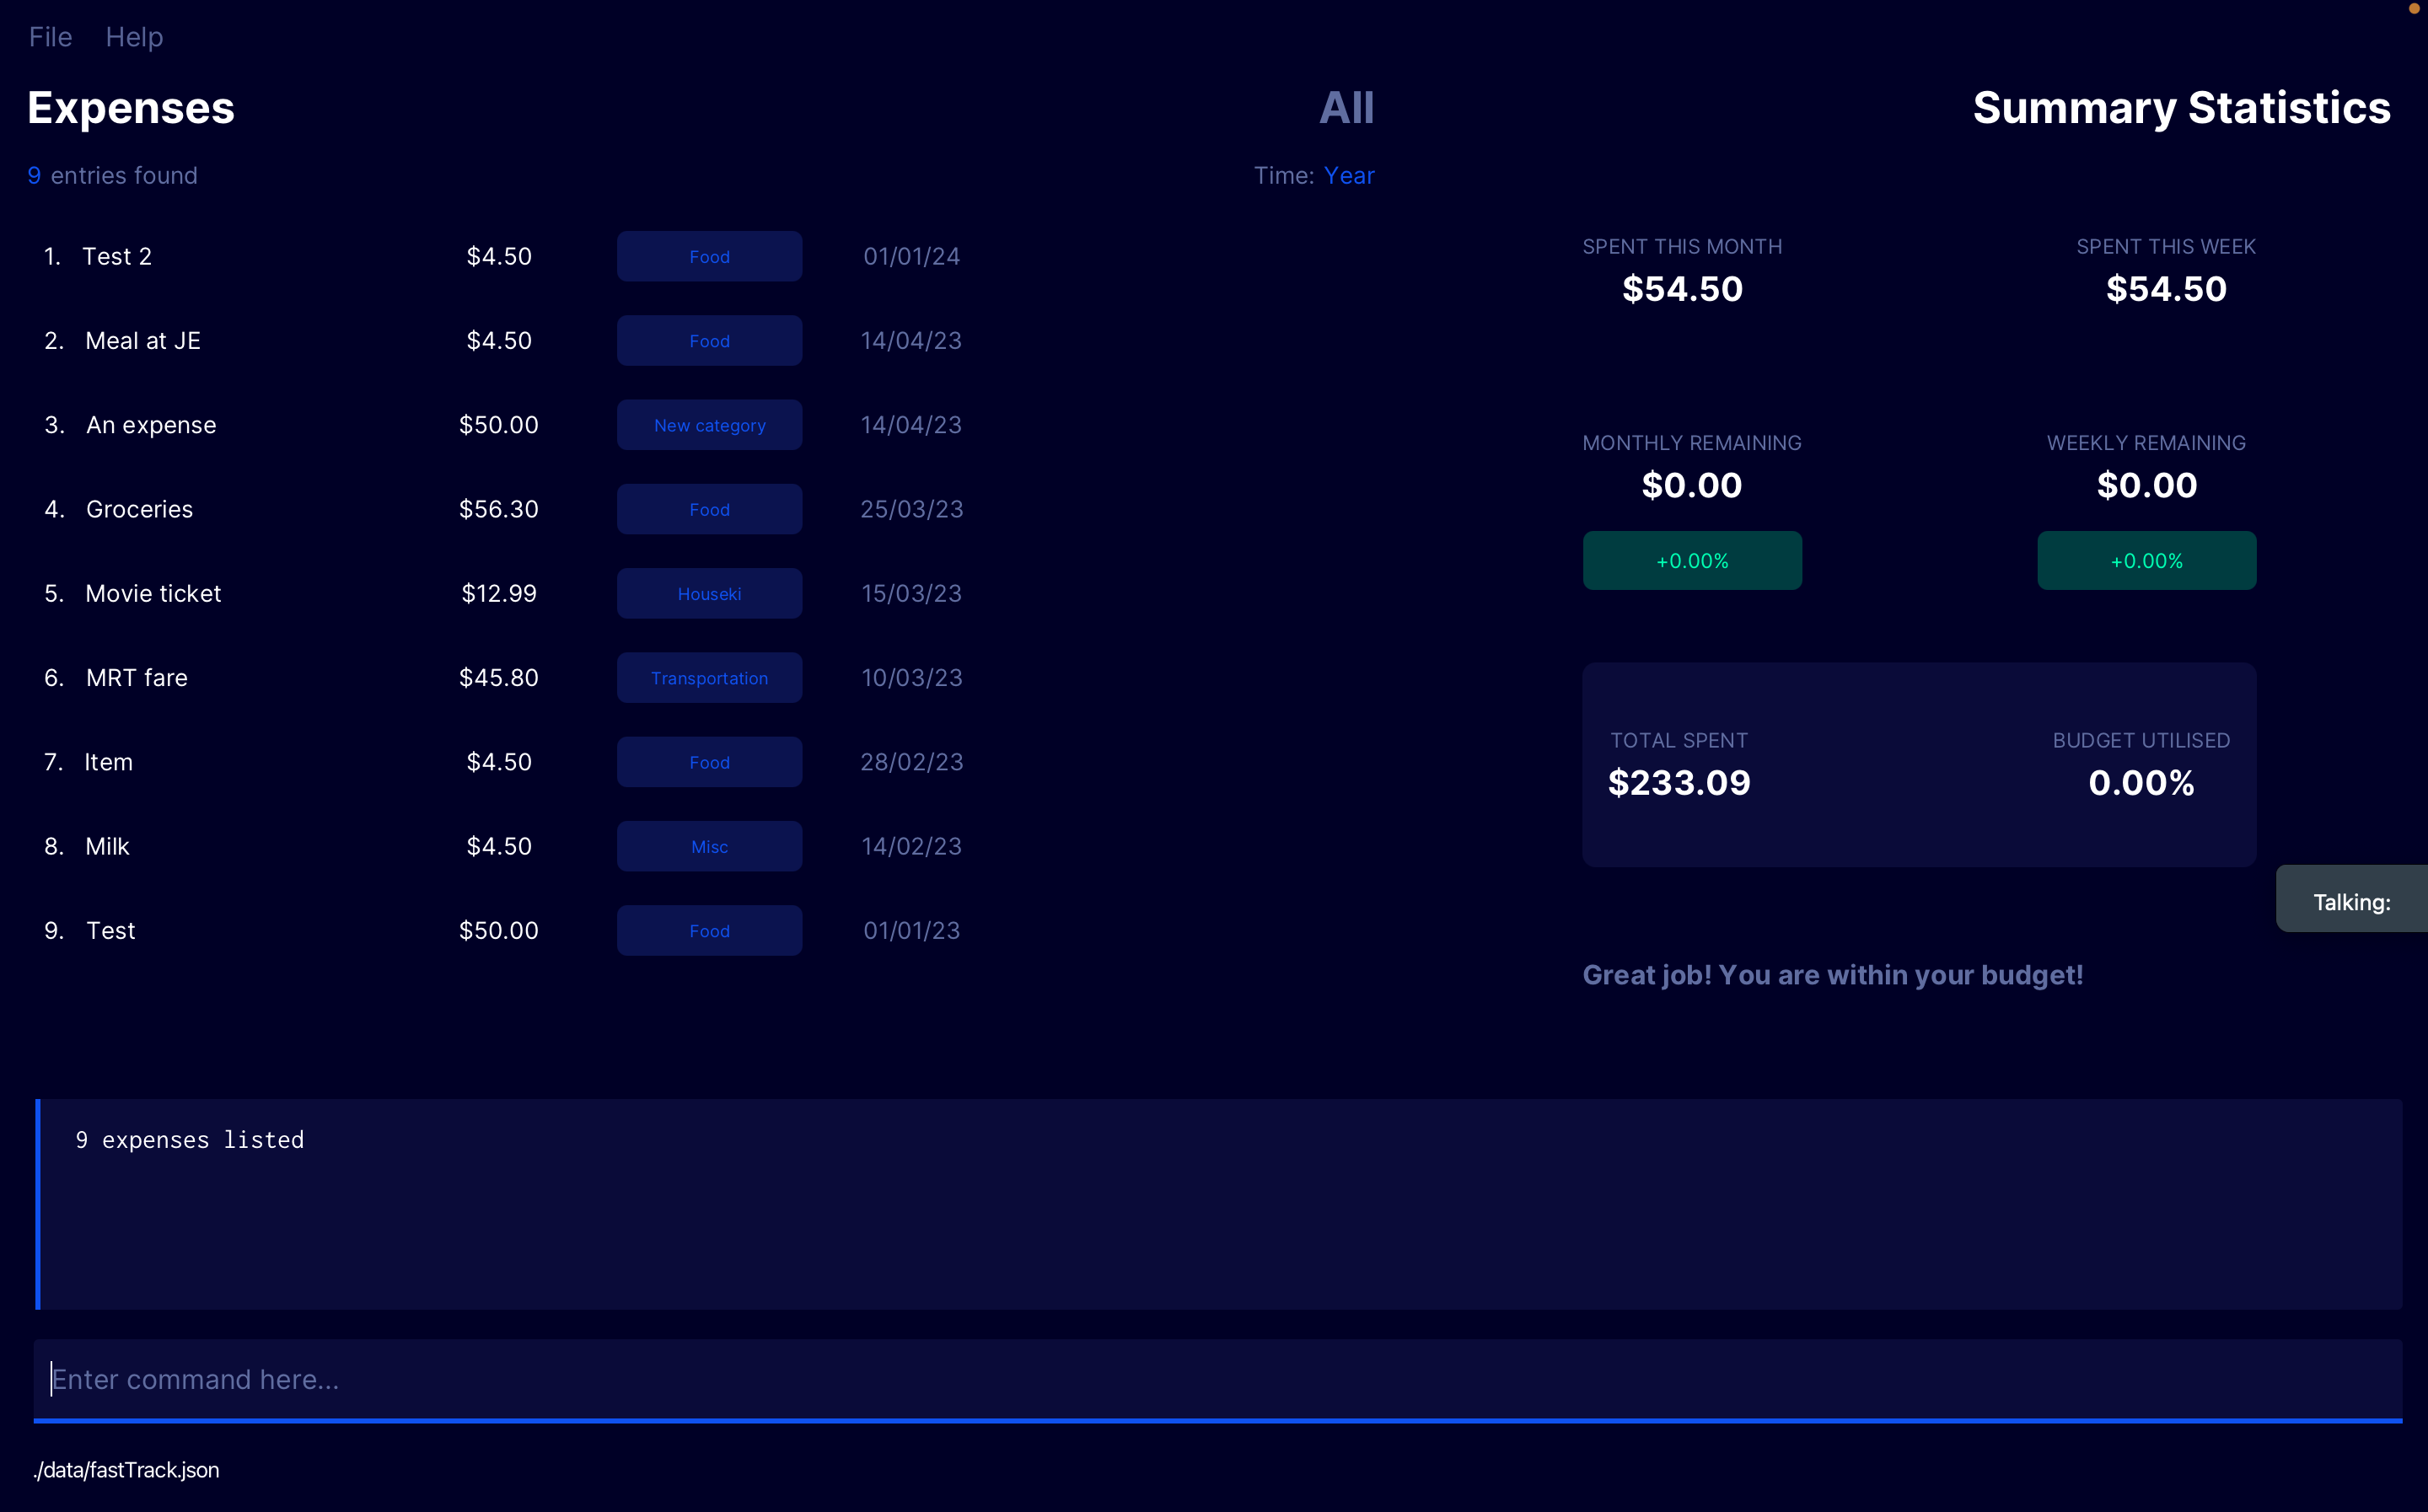 File Help
Expenses All Summary Statistics
9 entries found Time: Year
1. Test 2 $4.50 Food 01/01/24
2. Meal at JE $4.50 Food 14/04/23
3. An expense $50.00 New category 14/04/23
4. Groceries $56.30 Food 25/03/23
5. Movie ticket $12.99 Houseki 15/03/23
6. MRT fare $45.80 Transportation 10/03/23
7. Item $4.50 Food 28/02/23
8. Milk $4.50 Misc 14/02/23
9. Test $50.00 Food 01/01/23
SPENT THIS MONTH SPENT THIS WEEK
$54.50 $54.50
MONTHLY REMAINING WEEKLY REMAINING
$0.00 $0.00
+0.00% +0.00%
TOTAL SPENT BUDGET UTILISED
$233.09 0.00%
Talking:
Great job! You are within your budget!
9 expenses listed
Enter command here...
./data/fastTrack.json